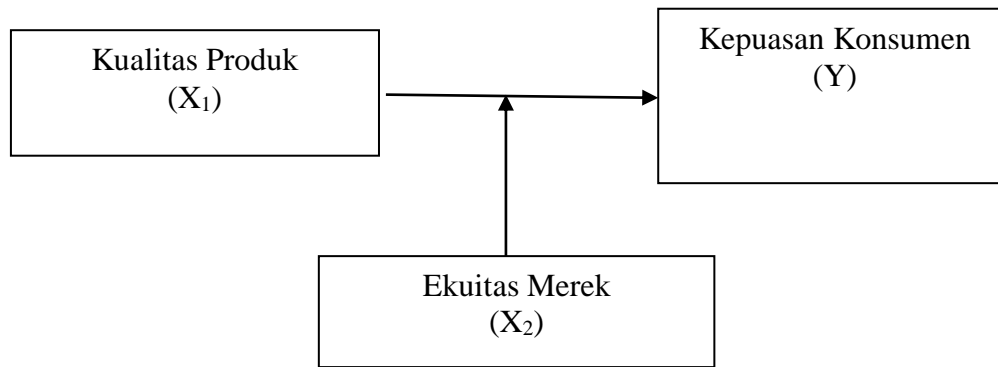 Kualitas Produk
(X₁)
Kepuasan Konsumen
(Y)
Ekuitas Merek
(X₂)